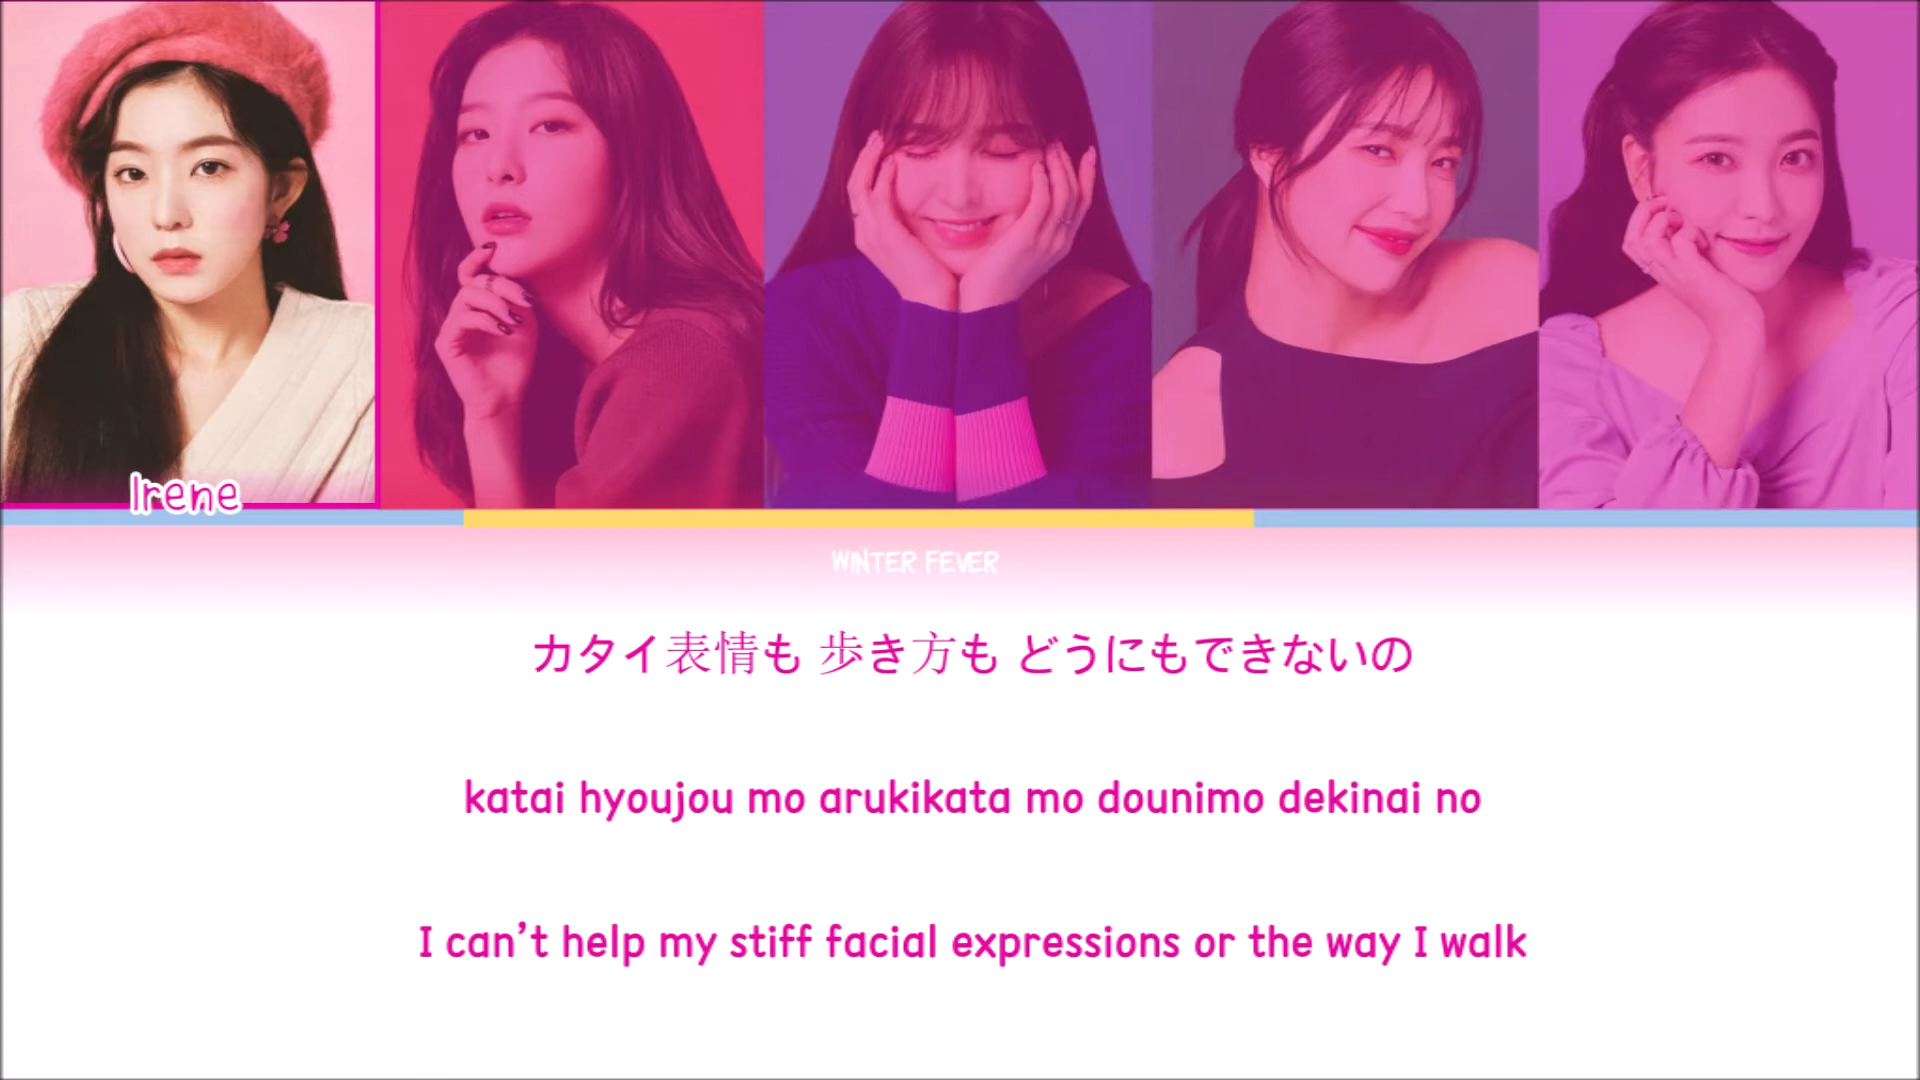 Irene
WINTER FEVER
カタイ表情も 歩き方も どうにもできないの
katai hyoujou mo arukikata mo dounimo dekinai no
I can't help my stiff facial expressions or the way I walk